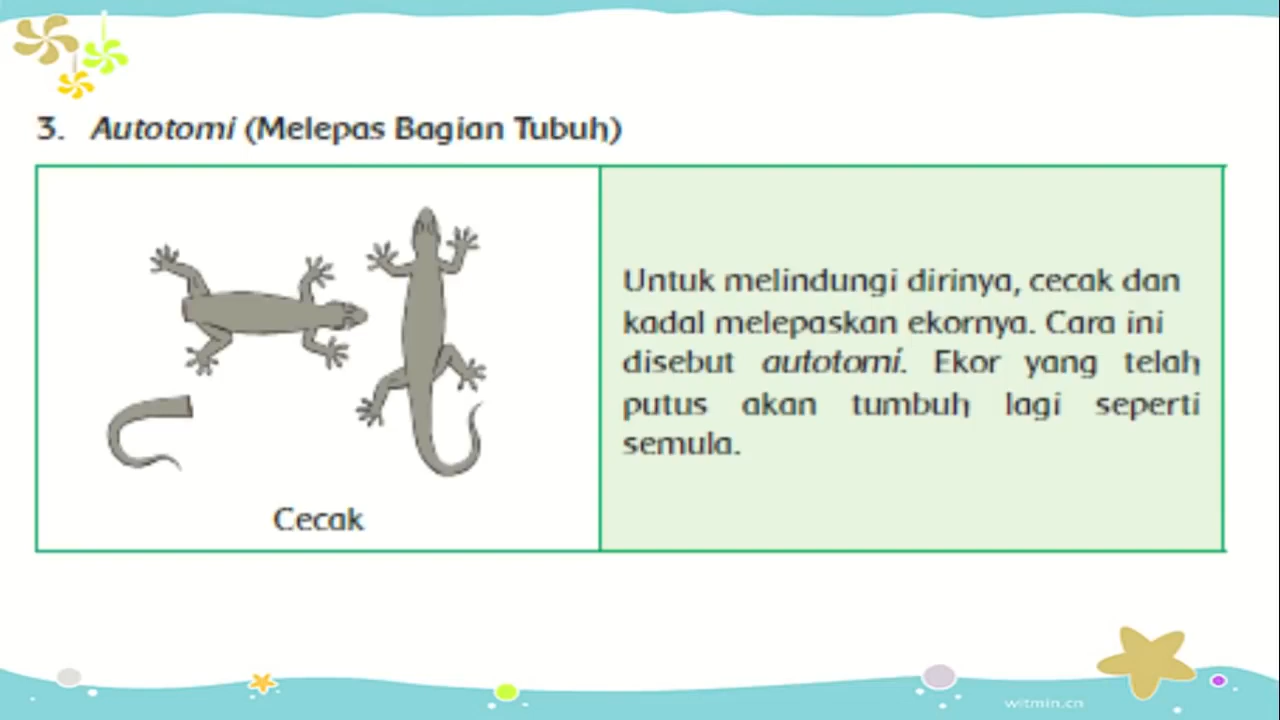 3. Autotomi (Melepas Bagian Tubuh)
Cecak
Untuk melindungi dirinya, cecak dan
kadal melepaskan ekornya. Cara ini
disebut autotomi. Ekor yang telah
putus akan tumbuh lagi seperti
semula.
witmin.cn